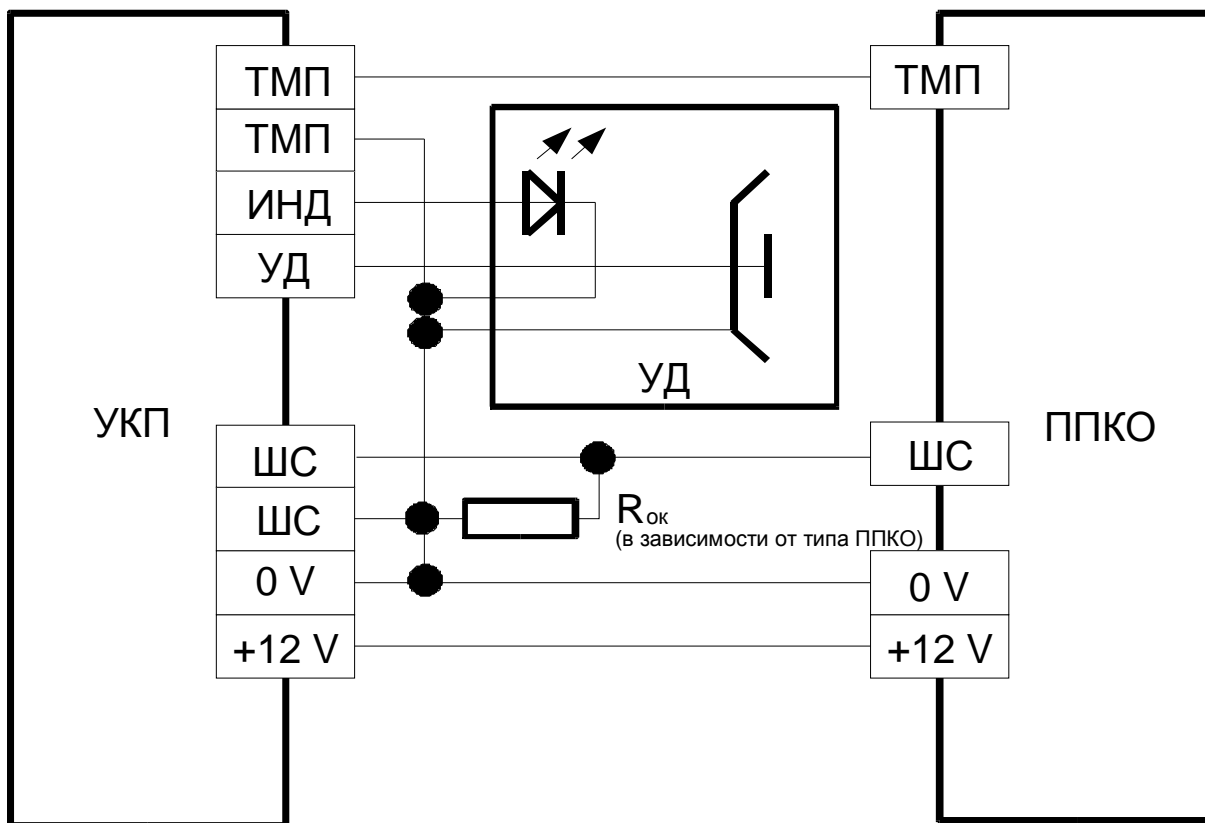 ТМП
ТМП
ИНД
УД
УКП
ШС
ШС
0 V
+12 V
УД
Rок
(в зависимости от типа ППКО)
ТМП
ППКО
ШС
0 V
+12 V